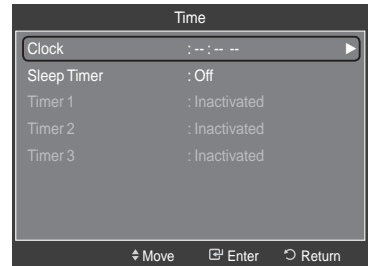 Time
Clock : -- : -- --
Sleep Timer : Off
Timer 1 : Inactivated
Timer 2 : Inactivated
Timer 3 : Inactivated
Move Enter Return